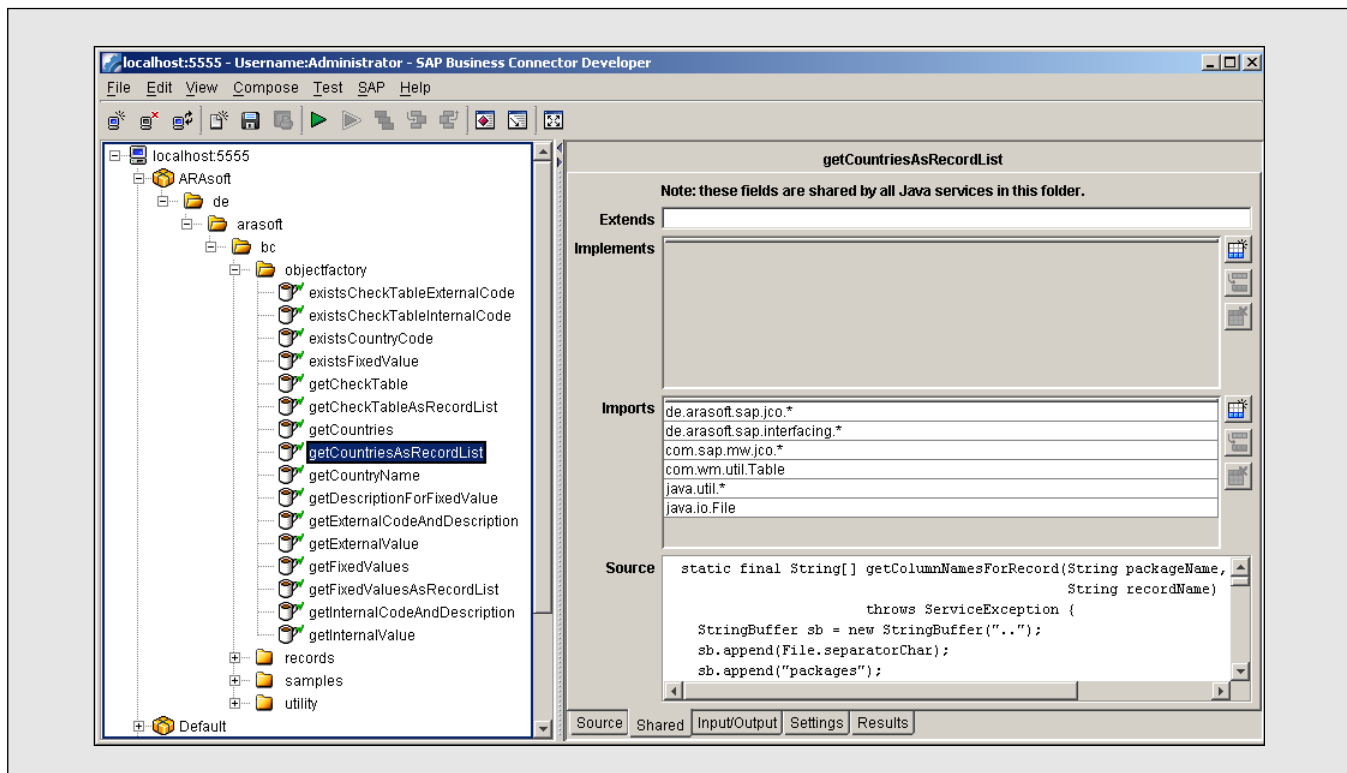 localhost:5555 - Username:Administrator - SAP Business Connector Developer
File Edit View Compose Test SAP Help
localhost:5555
ARAsoft
de
arasoft
bc
objectfactory
existsCheckTableExternalCode
existsCheckTableInternalCode
existsCountryCode
existsFixedValue
getCheckTable
getCheckTableAsRecordList
getCountries
getCountriesAsRecordList
getCountryName
getDescriptionForFixedValue
getExternalCodeAndDescription
getExternalValue
getFixedValues
getFixedValuesAsRecordList
getInternalCodeAndDescription
getInternalValue
records
samples
utility
Default
getCountriesAsRecordList
Note: these fields are shared by all Java services in this folder.
Extends
Implements
Imports
de.arasoft.sap.jco.*
de.arasoft.sap.interfacing.*
com.sap.mw.jco.*
com.wm.util.Table
java.util.*
java.io.File
Source
static final String[] getColumnNamesForRecord(String packageName,
String recordName)
throws ServiceException {
StringBuffer sb = new StringBuffer("..");
sb.append(File.separatorChar);
sb.append("packages");
Source Shared Input/Output Settings Results